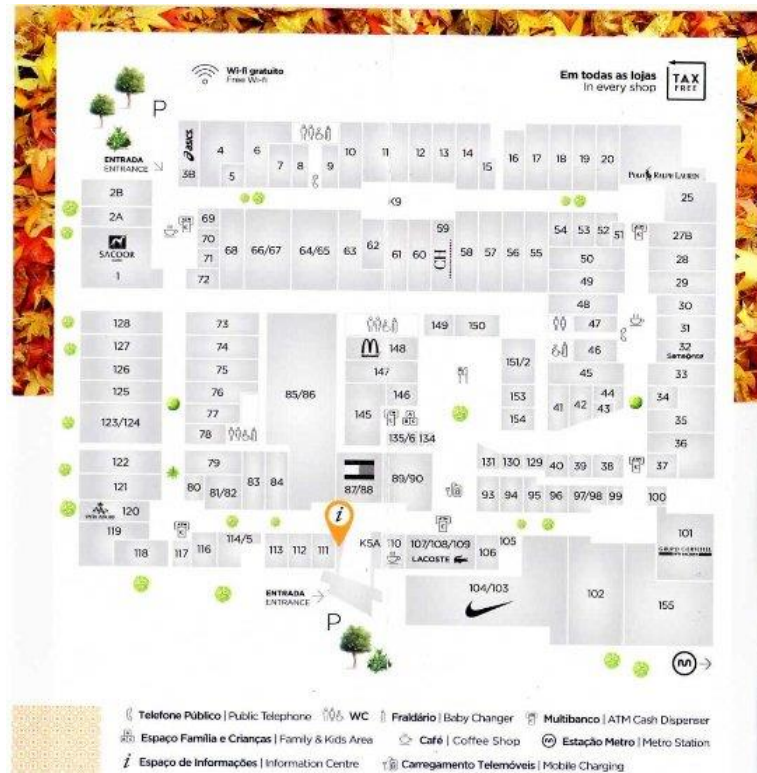 Wi-fi gratuito
Free Wi-fi
Em todas as lojas
In every shop
TAX
FREE
P
ENTRADA
ENTRANCE
asics
3B 4 5 6 7 8 9 10 11 12 13 14 15 16 17 18 19 20
POLO RALPH LAUREN
2B
2A
SACOOR
1
K9
25
69
70
71
72
68 66/67 64/65 63 62 61 60
59
CH
58 57 56 55
54 53 52 51
50
49
48
47
46
45
27B
28
29
30
31
32
Samsonite
33
34
35
36
37
128
127
126
125
123/124
122
121
120
119
118
73
74
75
76
77
78
79
80
81/82
83
84
85/86
149 150
148
147
146
145
135/6 134
151/2
153
154
41 42 43 44
87/88
89/90
131 130 129 40 39 38
93 94 95 96 97/98 99
100
117 116 114/5 113 112 111
i
K5A
110 107/108/109 106 105
LACOSTE
104/103
102
101
155
ENTRADA
ENTRANCE
P
M
Telefone Público | Public Telephone WC Fraldário | Baby Changer Multibanco | ATM Cash Dispenser
Espaço Família e Crianças | Family & Kids Area Café | Coffee Shop Estação Metro | Metro Station
i Espaço de Informações | Information Centre Carregamento Telemóveis | Mobile Charging